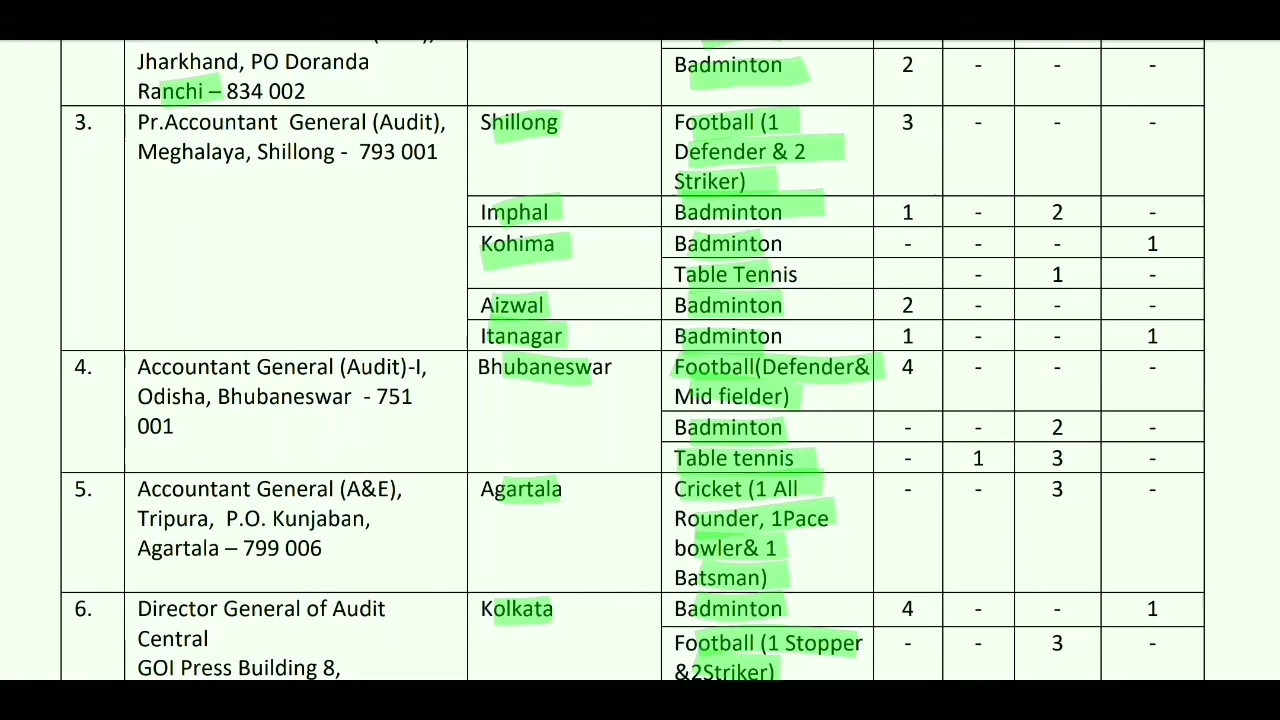 Jharkhand, PO Doranda
Ranchi – 834 002
Badminton 2 - - -
3. Pr.Accountant General (Audit),
Meghalaya, Shillong - 793 001
Shillong
Football (1
Defender & 2
Striker)
3 - - -
Imphal Badminton 1 - 2 -
Kohima Badminton - - - 1
Table Tennis - 1 -
Aizwal Badminton 2 - - -
Itanagar Badminton 1 - - 1
4. Accountant General (Audit)-I,
Odisha, Bhubaneswar - 751
001
Bhubaneswar
Football(Defender&
Mid fielder)
4 - - -
Badminton - - 2 -
Table tennis - 1 3 -
5. Accountant General (A&E),
Tripura, P.O. Kunjaban,
Agartala – 799 006
Agartala
Cricket (1 All
Rounder, 1Pace
bowler& 1
Batsman)
- - 3 -
6. Director General of Audit
Central
GOI Press Building 8,
Kolkata
Badminton 4 - - 1
Football (1 Stopper
&2Striker)
- - 3 -